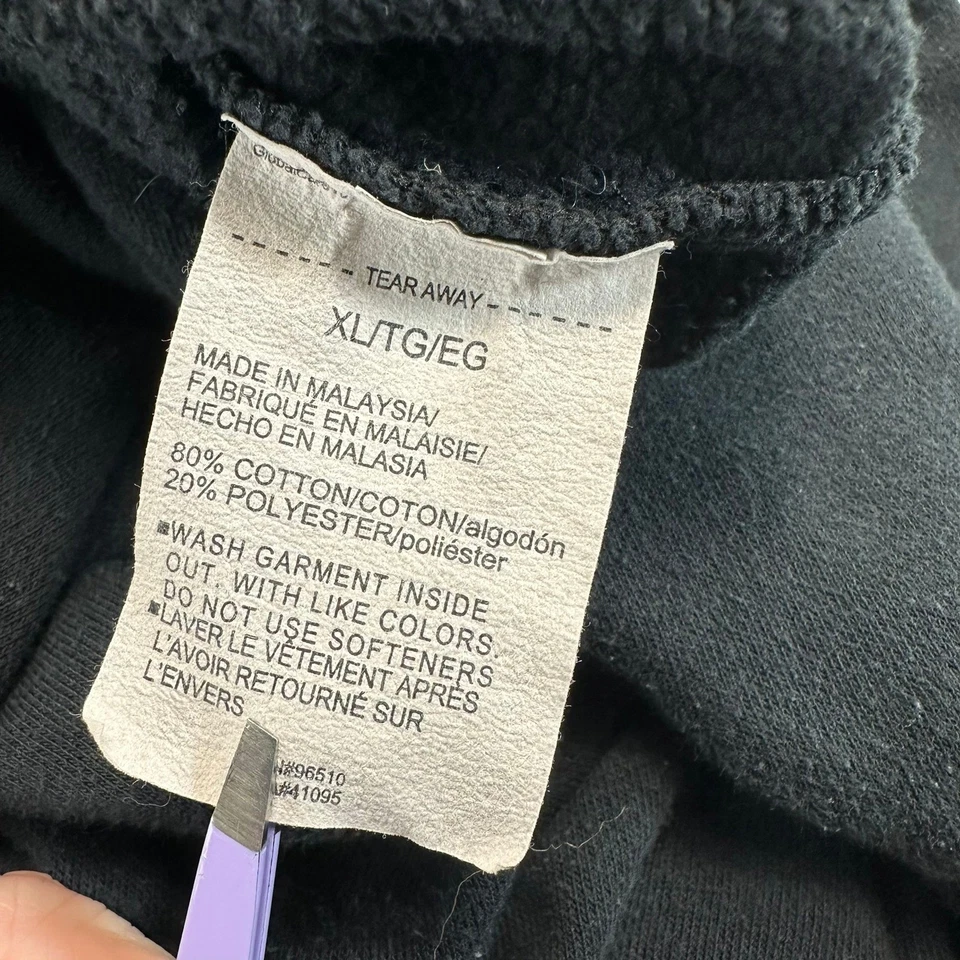 TEAR AWAY
XL/TG/EG
MADE IN MALAYSIA/
FABRIQUÉ EN MALAISIE/
HECHO EN MALASIA
80% COTTON/COTON/algodón
20% POLYESTER/poliéster
▪WASH GARMENT INSIDE
OUT, WITH LIKE COLORS.
DO NOT USE SOFTENERS
▪LAVER LE VÊTEMENT APRÈS
L'AVOIR RETOURNÉ SUR
L'ENVERS
#96510
#41095